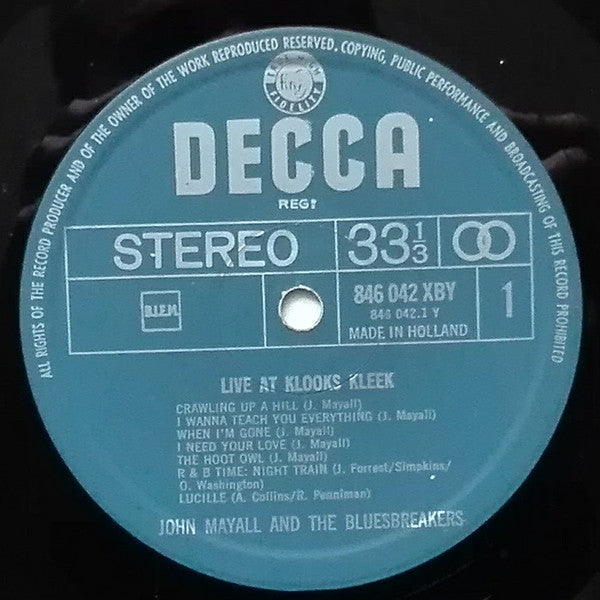 ALL RIGHTS OF THE RECORD PRODUCER AND OF THE OWNER OF THE WORK REPRODUCED RESERVED. COPYING, PUBLIC PERFORMANCE AND BROADCASTING OF THIS RECORD PROHIBITED
FIDELITY
DECCA
REGD
STEREO
33 1/3
B.I.E.M.
846 042 XBY
846 042.1 Y
MADE IN HOLLAND
1
LIVE AT KLOOKS KLEEK
CRAWLING UP A HILL (J. Mayall)
I WANNA TEACH YOU EVERYTHING (J. Mayall)
WHEN I'M GONE (J. Mayall)
I NEED YOUR LOVE (J. Mayall)
THE HOOT OWL (J. Mayall)
R & B TIME: NIGHT TRAIN (J. Forrest/Simpkins/
O. Washington)
LUCILLE (A. Collins/R. Penniman)
JOHN MAYALL AND THE BLUESBREAKERS